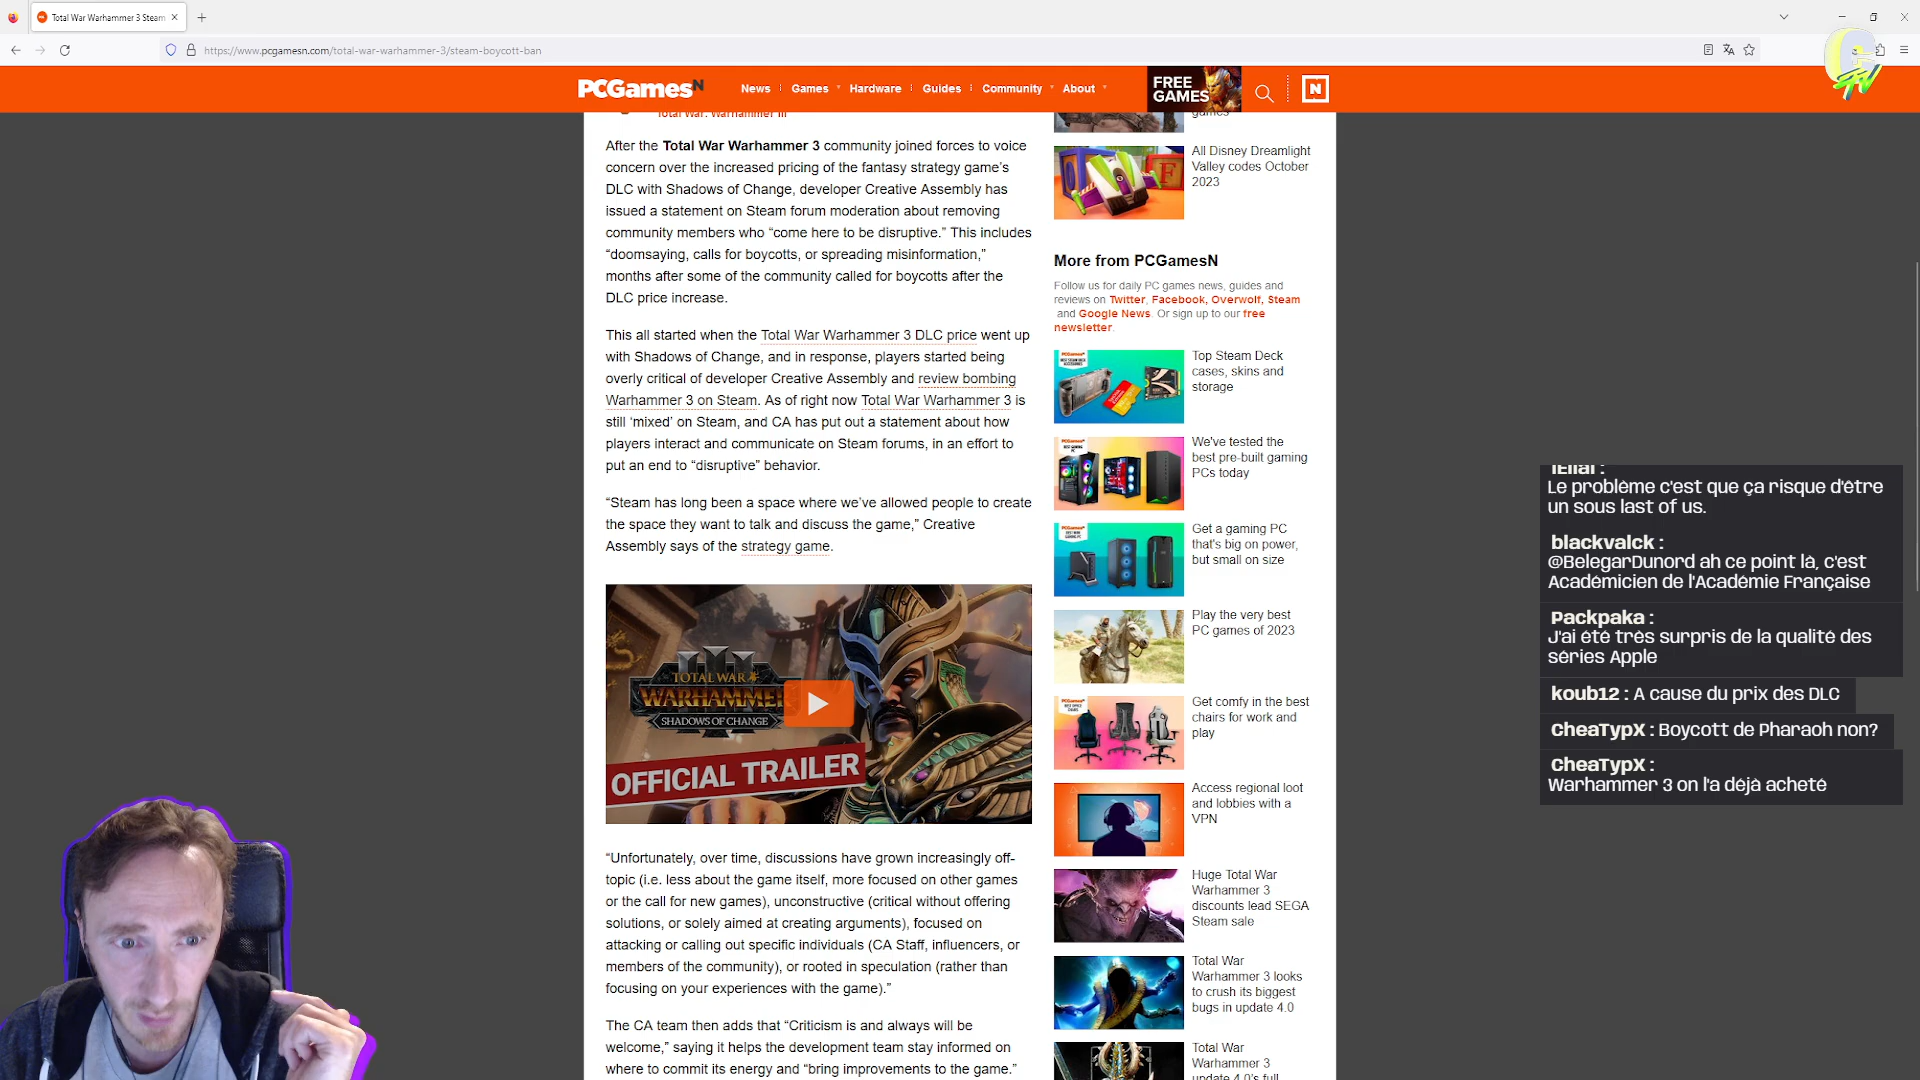 Total War Warhammer 3 Steam
https://www.pcgamesn.com/total-war-warhammer-3/steam-boycott-ban
PCGamesN
News
Games
Hardware
Guides
Community
About
FREE
GAMES
N
Total War: Warhammer III
After the Total War Warhammer 3 community joined forces to voice
concern over the increased pricing of the fantasy strategy game's
DLC with Shadows of Change, developer Creative Assembly has
issued a statement on Steam forum moderation about removing
community members who “come here to be disruptive.” This includes
“doomsaying, calls for boycotts, or spreading misinformation,”
months after some of the community called for boycotts after the
DLC price increase.
This all started when the Total War Warhammer 3 DLC price went up
with Shadows of Change, and in response, players started being
overly critical of developer Creative Assembly and review bombing
Warhammer 3 on Steam. As of right now Total War Warhammer 3 is
still ‘mixed’ on Steam, and CA has put out a statement about how
players interact and communicate on Steam forums, in an effort to
put an end to “disruptive” behavior.
“Steam has long been a space where we’ve allowed people to create
the space they want to talk and discuss the game,” Creative
Assembly says of the strategy game.
TOTAL WAR
WARHAMMER
SHADOWS OF CHANGE
OFFICIAL TRAILER
“Unfortunately, over time, discussions have grown increasingly off-
topic (i.e. less about the game itself, more focused on other games
or the call for new games), unconstructive (critical without offering
solutions, or solely aimed at creating arguments), focused on
attacking or calling out specific individuals (CA Staff, influencers, or
members of the community), or rooted in speculation (rather than
focusing on your experiences with the game).”
The CA team then adds that “Criticism is and always will be
welcome,” saying it helps the development team stay informed on
where to commit its energy and “bring improvements to the game.”
games
All Disney Dreamlight
Valley codes October
2023
More from PCGamesN
Follow us for daily PC games news, guides and
reviews on Twitter, Facebook, Overwolf, Steam
and Google News. Or sign up to our free
newsletter.
Top Steam Deck
cases, skins and
storage
We've tested the
best pre-built gaming
PCs today
Get a gaming PC
that's big on power,
but small on size
Play the very best
PC games of 2023
Get comfy in the best
chairs for work and
play
Access regional loot
and lobbies with a
VPN
Huge Total War
Warhammer 3
discounts lead SEGA
Steam sale
Total War
Warhammer 3 looks
to crush its biggest
bugs in update 4.0
Total War
Warhammer 3
update 4.0's full
Le problème c'est que ça risque d'être
un sous last of us.
blackvalck :
@BelegarDunord ah ce point là, c'est
Académicien de l'Académie Française
Packpaka :
J'ai été très surpris de la qualité des
séries Apple
koub12 : A cause du prix des DLC
CheaTypX : Boycott de Pharaoh non?
CheaTypX :
Warhammer 3 on l'a déjà acheté